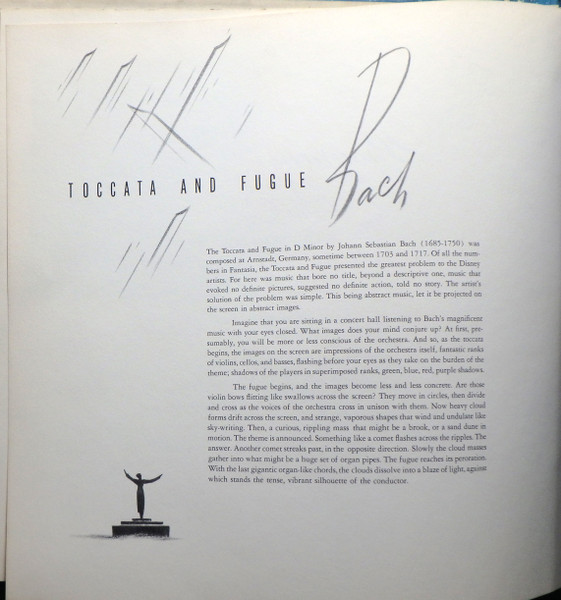 TOCCATA AND FUGUE
Bach
The Toccata and Fugue in D Minor by Johann Sebastian Bach (1685-1750) was
composed at Arnstadt, Germany, sometime between 1703 and 1717. Of all the num-
bers in Fantasia, the Toccata and Fugue presented the greatest problem to the Disney
artists. For here was music that bore no title, beyond a descriptive one, music that
evoked no definite pictures, suggested no definite action, told no story. The artist's
solution of the problem was simple. This being abstract music, let it be projected on
the screen in abstract images.
Imagine that you are sitting in a concert hall listening to Bach's magnificent
music with your eyes closed. What images does your mind conjure up? At first, pre-
sumably, you will be more or less conscious of the orchestra. And so, as the toccata
begins, the images on the screen are impressions of the orchestra itself, fantastic ranks
of violins, cellos, and basses, flashing before your eyes as they take on the burden of the
theme; shadows of the players in superimposed ranks, green, blue, red, purple shadows.
The fugue begins, and the images become less and less concrete. Are those
violin bows flitting like swallows across the screen? They move in circles, then divide
and cross as the voices of the orchestra cross in unison with them. Now heavy cloud
forms drift across the screen, and strange, vaporous shapes that wind and undulate like
sky-writing. Then, a curious, rippling mass that might be a brook, or a sand dune in
motion. The theme is announced. Something like a comet flashes across the ripples. The
answer. Another comet streaks past, in the opposite direction. Slowly the cloud masses
gather into what might be a huge set of organ pipes. The fugue reaches its peroration.
With the last gigantic organ-like chords, the clouds dissolve into a blaze of light, against
which stands the tense, vibrant silhouette of the conductor.